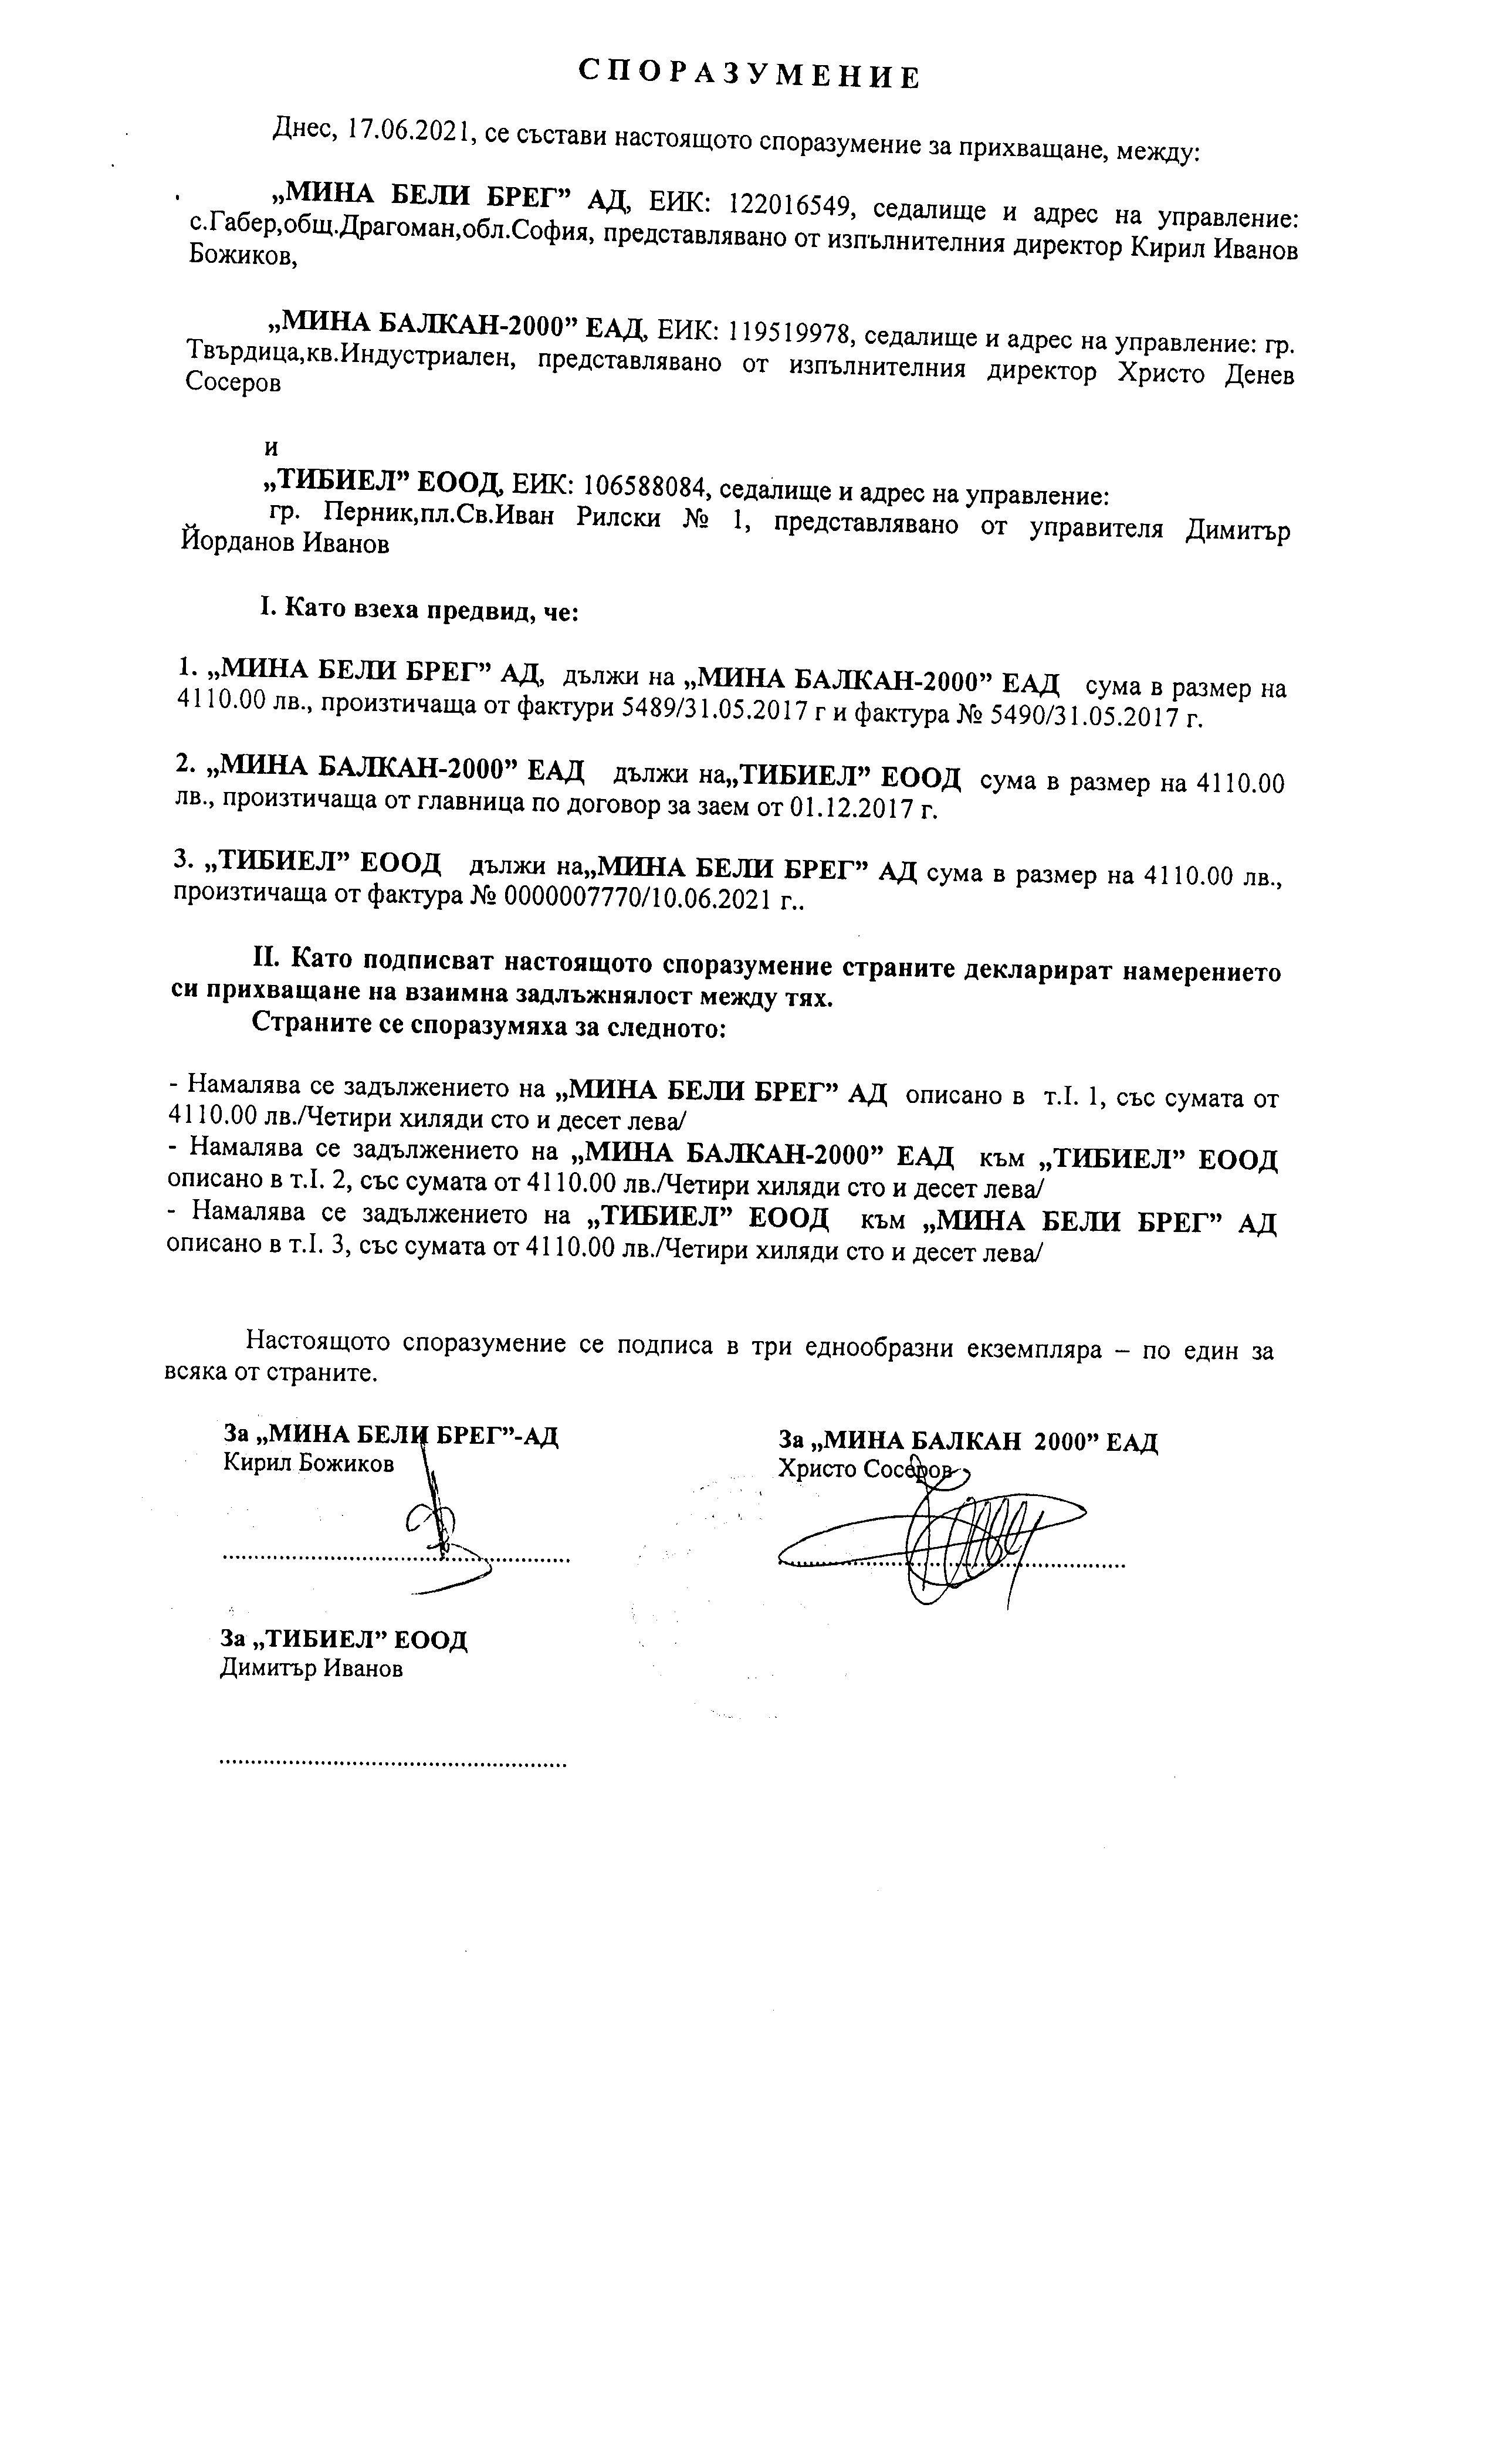 СПОРАЗУМЕНИЕ
Днес, 17.06.2021, се състави настоящото споразумение за прихващане, между:
„МИНА БЕЛИ БРЕГ” АД, ЕИК: 122016549, седалище и адрес на управление:
с.Габер,общ.Драгоман,обл.София, представлявано от изпълнителния директор Кирил Иванов
Божиков,
„МИНА БАЛКАН-2000” ЕАД, ЕИК: 119519978, седалище и адрес на управление: гр.
Твърдица,кв.Индустриален, представлявано от изпълнителния директор Христо Денев
Сосеров
и
„ТИБИЕЛ” ЕООД, ЕИК: 106588084, седалище и адрес на управление:
гр. Перник,пл.Св.Иван Рилски № 1, представлявано от управителя Димитър
Йорданов Иванов
I. Като взеха предвид, че:
1. „МИНА БЕЛИ БРЕГ” АД, дължи на „МИНА БАЛКАН-2000” ЕАД сума в размер на
4110.00 лв., произтичаща от фактури 5489/31.05.2017 г и фактура № 5490/31.05.2017 г.
2. „МИНА БАЛКАН-2000” ЕАД дължи на„ТИБИЕЛ” ЕООД сума в размер на 4110.00
лв., произтичаща от главница по договор за заем от 01.12.2017 г.
3. „ТИБИЕЛ” ЕООД дължи на„МИНА БЕЛИ БРЕГ” АД сума в размер на 4110.00 лв.,
произтичаща от фактура № 0000007770/10.06.2021 г..
II. Като подписват настоящото споразумение страните декларират намерението
си прихващане на взаимна задлъжнялост между тях.
Страните се споразумяха за следното:
- Намалява се задължението на „МИНА БЕЛИ БРЕГ” АД описано в т.I. 1, със сумата от
4110.00 лв./Четири хиляди сто и десет лева/
- Намалява се задължението на „МИНА БАЛКАН-2000” ЕАД към „ТИБИЕЛ” ЕООД
описано в т.I. 2, със сумата от 4110.00 лв./Четири хиляди сто и десет лева/
- Намалява се задължението на „ТИБИЕЛ” ЕООД към „МИНА БЕЛИ БРЕГ” АД
описано в т.I. 3, със сумата от 4110.00 лв./Четири хиляди сто и десет лева/
Настоящото споразумение се подписа в три еднообразни екземпляра – по един за
всяка от страните.
За „МИНА БЕЛИ БРЕГ”-АД
Кирил Божиков
За „МИНА БАЛКАН 2000” ЕАД
Христо Сосеров
За „ТИБИЕЛ” ЕООД
Димитър Иванов